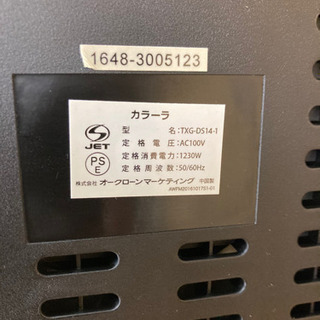 1648-3005123
カラーラ
JET
PS
E
型 名:TXG-DS14-1
定格電圧:AC100V
定格消費電力:1230W
定格周波数:50/60Hz
株式会社 オークローンマーケティング 中国製